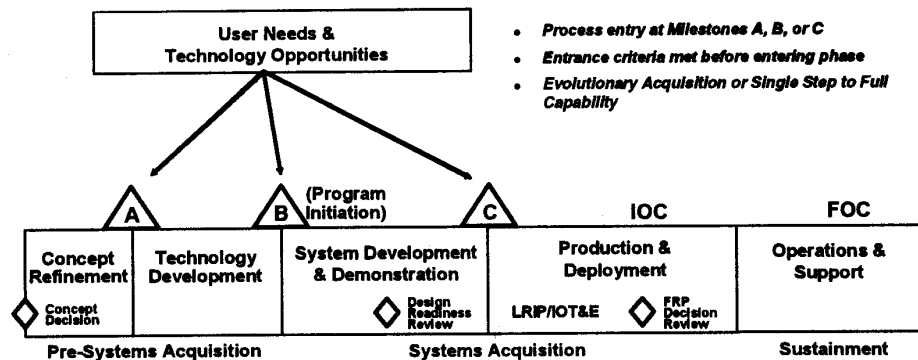 User Needs &
Technology Opportunities
• Process entry at Milestones A, B, or C
• Entrance criteria met before entering phase
• Evolutionary Acquisition or Single Step to Full
Capability
A
B
(Program
Initiation)
C
IOC
FOC
Concept
Refinement
Technology
Development
System Development
& Demonstration
Production &
Deployment
Operations &
Support
Concept
Decision
Design
Readiness
Review
LRIP/IOT&E
FRP
Decision
Review
Pre-Systems Acquisition
Systems Acquisition
Sustainment